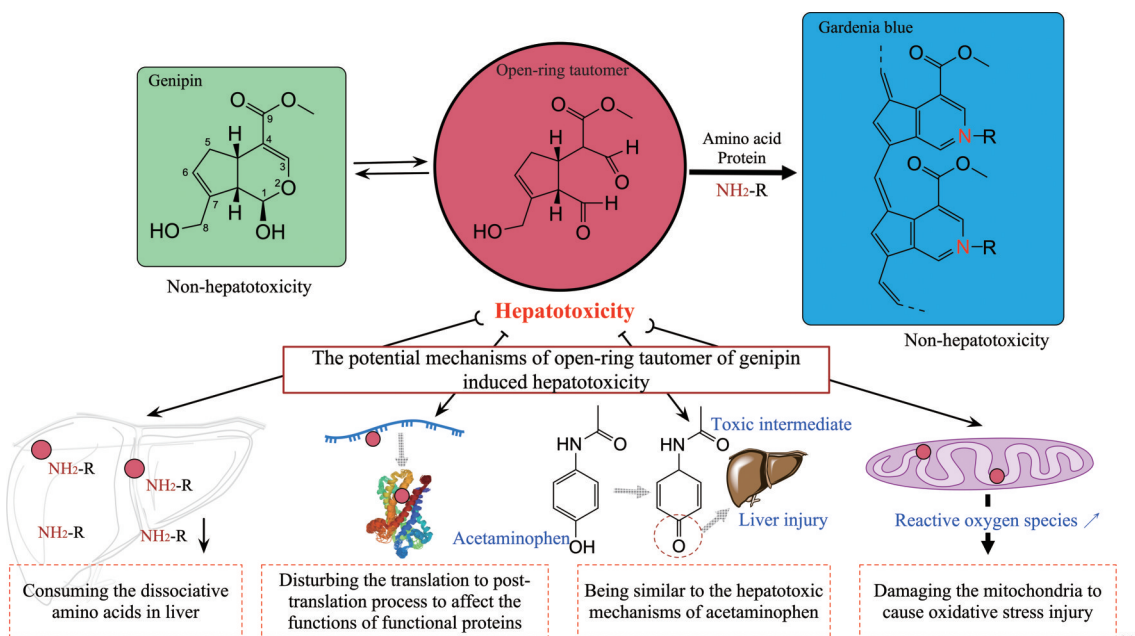 Genipin
O
O
9
H
4
5
3
6
2
O
7
1
H
8
HO
OH
Non-hepatotoxicity
Open-ring tautomer
O
O
H
H
O
H
H
HO
O
Hepatotoxicity
Amino acid
Protein
NH2-R
Gardenia blue
O
O
N-R
O
O
N-R
Non-hepatotoxicity
The potential mechanisms of open-ring tautomer of genipin
induced hepatotoxicity
NH2-R
NH2-R
NH2-R
NH2-R
Consuming the dissociative
amino acids in liver
Disturbing the translation to post-
translation process to affect the
functions of functional proteins
HN
O
Acetaminophen
OH
HN
O
O
Toxic intermediate
Liver injury
Being similar to the hepatotoxic
mechanisms of acetaminophen
Reactive oxygen species
Damaging the mitochondria to
cause oxidative stress injury